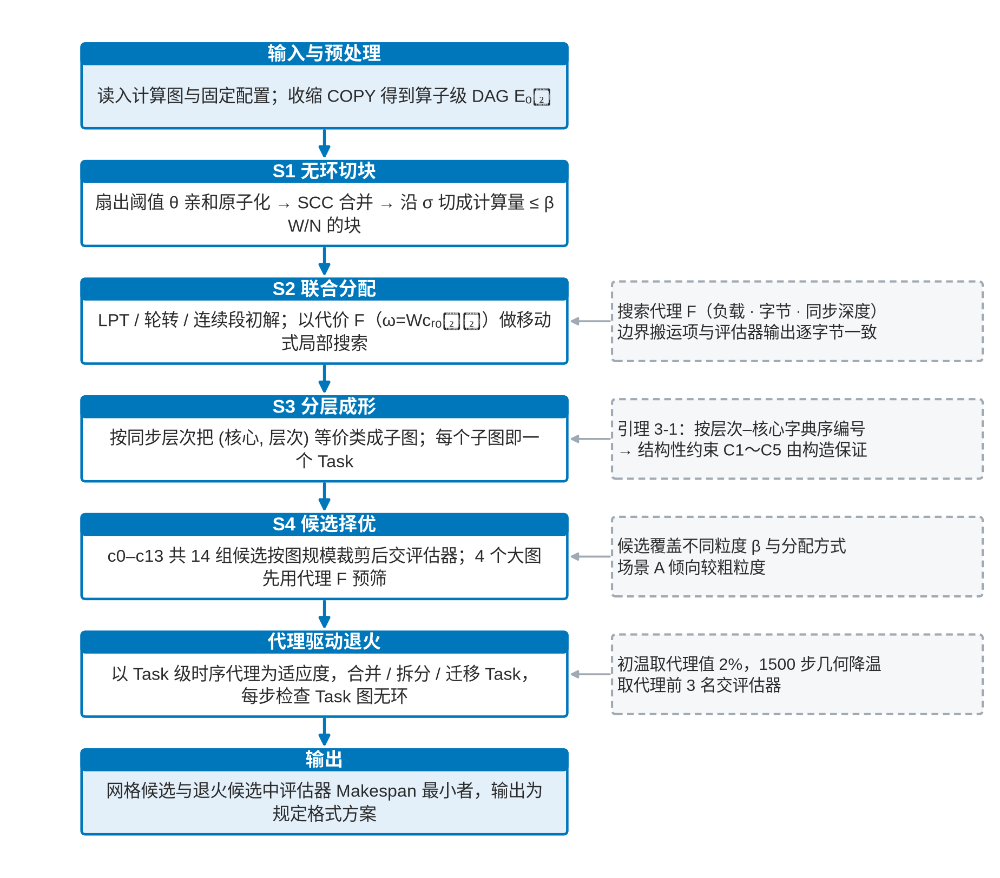 输入与预处理
读入计算图与固定配置；收缩 COPY 得到算子级 DAG E₀
S1 无环切块
扇出阈值 θ 亲和原子化 → SCC 合并 → 沿 σ 切成计算量 ≤ β
W/N 的块
S2 联合分配
LPT / 轮转 / 连续段初解；以代价 F（ω=Wcᵣ₀）做移动
式局部搜索
搜索代理 F（负载 · 字节 · 同步深度）
边界搬运项与评估器输出逐字节一致
S3 分层成形
按同步层次把 (核心, 层次) 等价类成子图；每个子图即一
个 Task
引理 3-1：按层次–核心字典序编号
→ 结构性约束 C1～C5 由构造保证
S4 候选择优
c0–c13 共 14 组候选按图规模裁剪后交评估器；4 个大图
先用代理 F 预筛
候选覆盖不同粒度 β 与分配方式
场景 A 倾向较粗粒度
代理驱动退火
以 Task 级时序代理为适应度，合并 / 拆分 / 迁移 Task，
每步检查 Task 图无环
初温取代理值 2%，1500 步几何降温
取代理前 3 名交评估器
输出
网格候选与退火候选中评估器 Makespan 最小者，输出为
规定格式方案